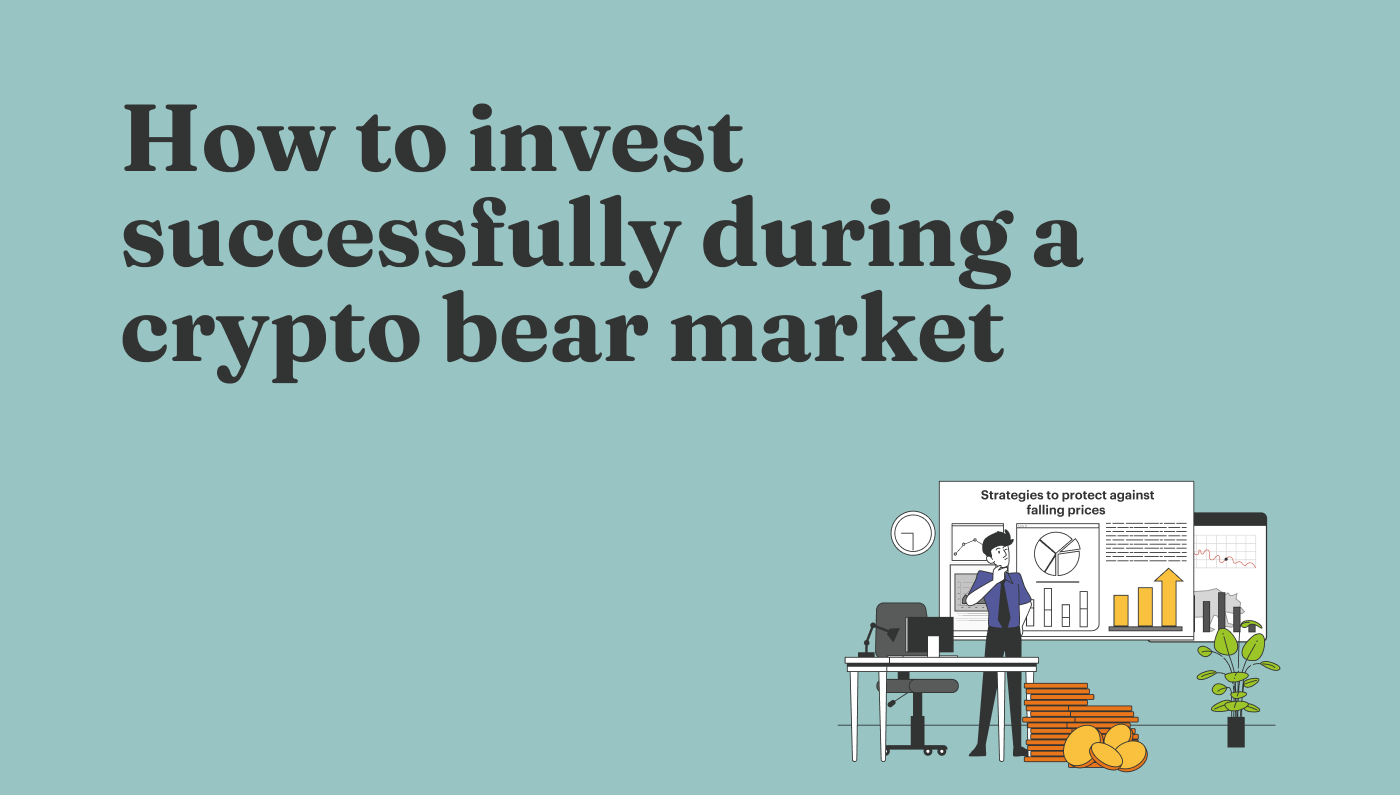 How to invest
successfully during a
crypto bear market
Strategies to protect against
falling prices